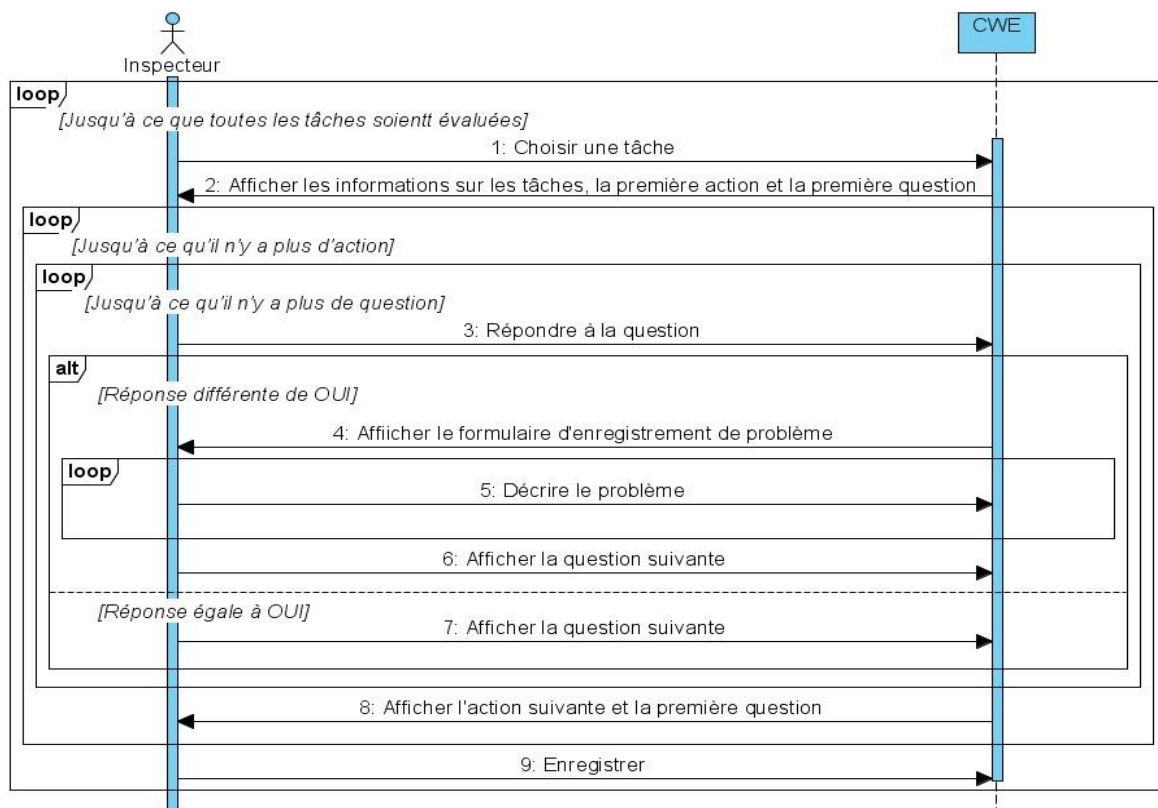 CWE
Inspecteur
loop
[Jusqu'à ce que toutes les tâches soientt évaluées]
1: Choisir une tâche
2: Afficher les informations sur les tâches, la première action et la première question
loop
[Jusqu'à ce qu'il n'y a plus d'action]
loop
[Jusqu'à ce qu'il n'y a plus de question]
3: Répondre à la question
alt
[Réponse différente de OUI]
4: Affiicher le formulaire d'enregistrement de problème
loop
5: Décrire le problème
6: Afficher la question suivante
[Réponse égale à OUI]
7: Afficher la question suivante
8: Afficher l'action suivante et la première question
9: Enregistrer